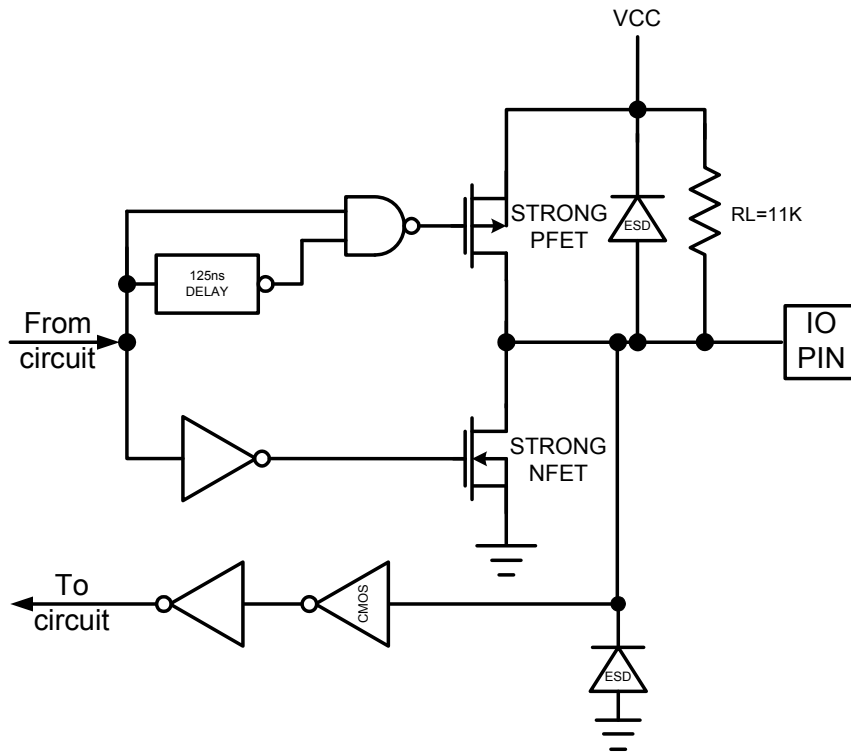 VCC
STRONG
PFET
ESD
RL=11K
125ns
DELAY
From
circuit
IO
PIN
STRONG
NFET
To
circuit
CMOS
ESD